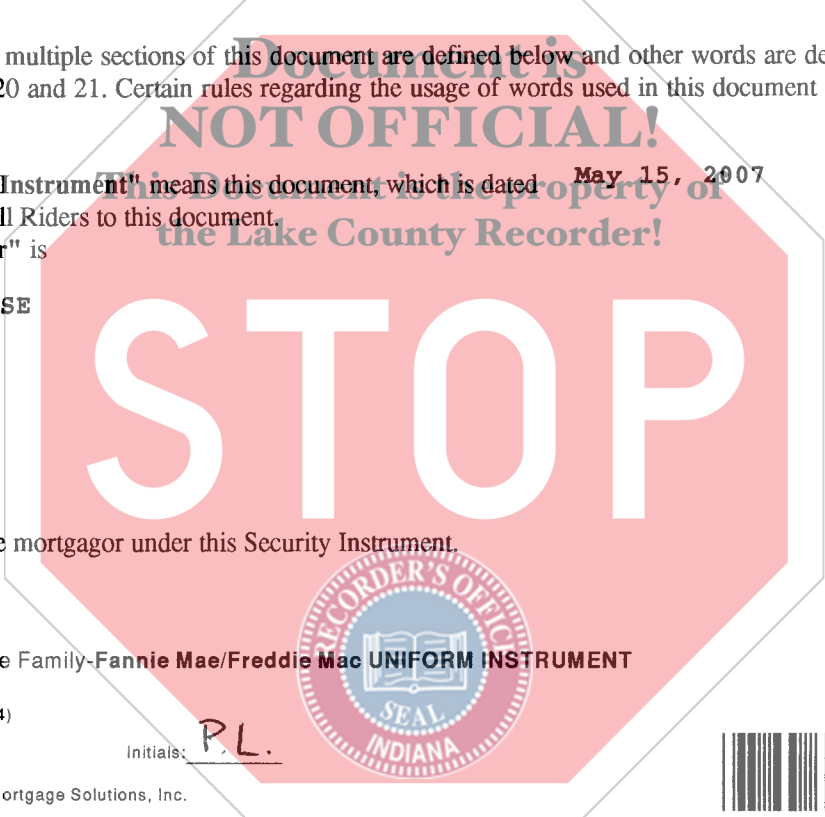 Document is
multiple sections of this document are defined below and other words are de
20 and 21. Certain rules regarding the usage of words used in this document
NOT OFFICIAL!
Instrument" means this document, which is dated May 15, 2007
This Document is the property of
ll Riders to this document.
the Lake County Recorder!
r" is
SE
STOP
e mortgagor under this Security Instrument.
RECORDER'S OFFICE
SEAL
INDIANA
e Family-Fannie Mae/Freddie Mac UNIFORM INSTRUMENT
4)
Initials: P.L.
ortgage Solutions, Inc.